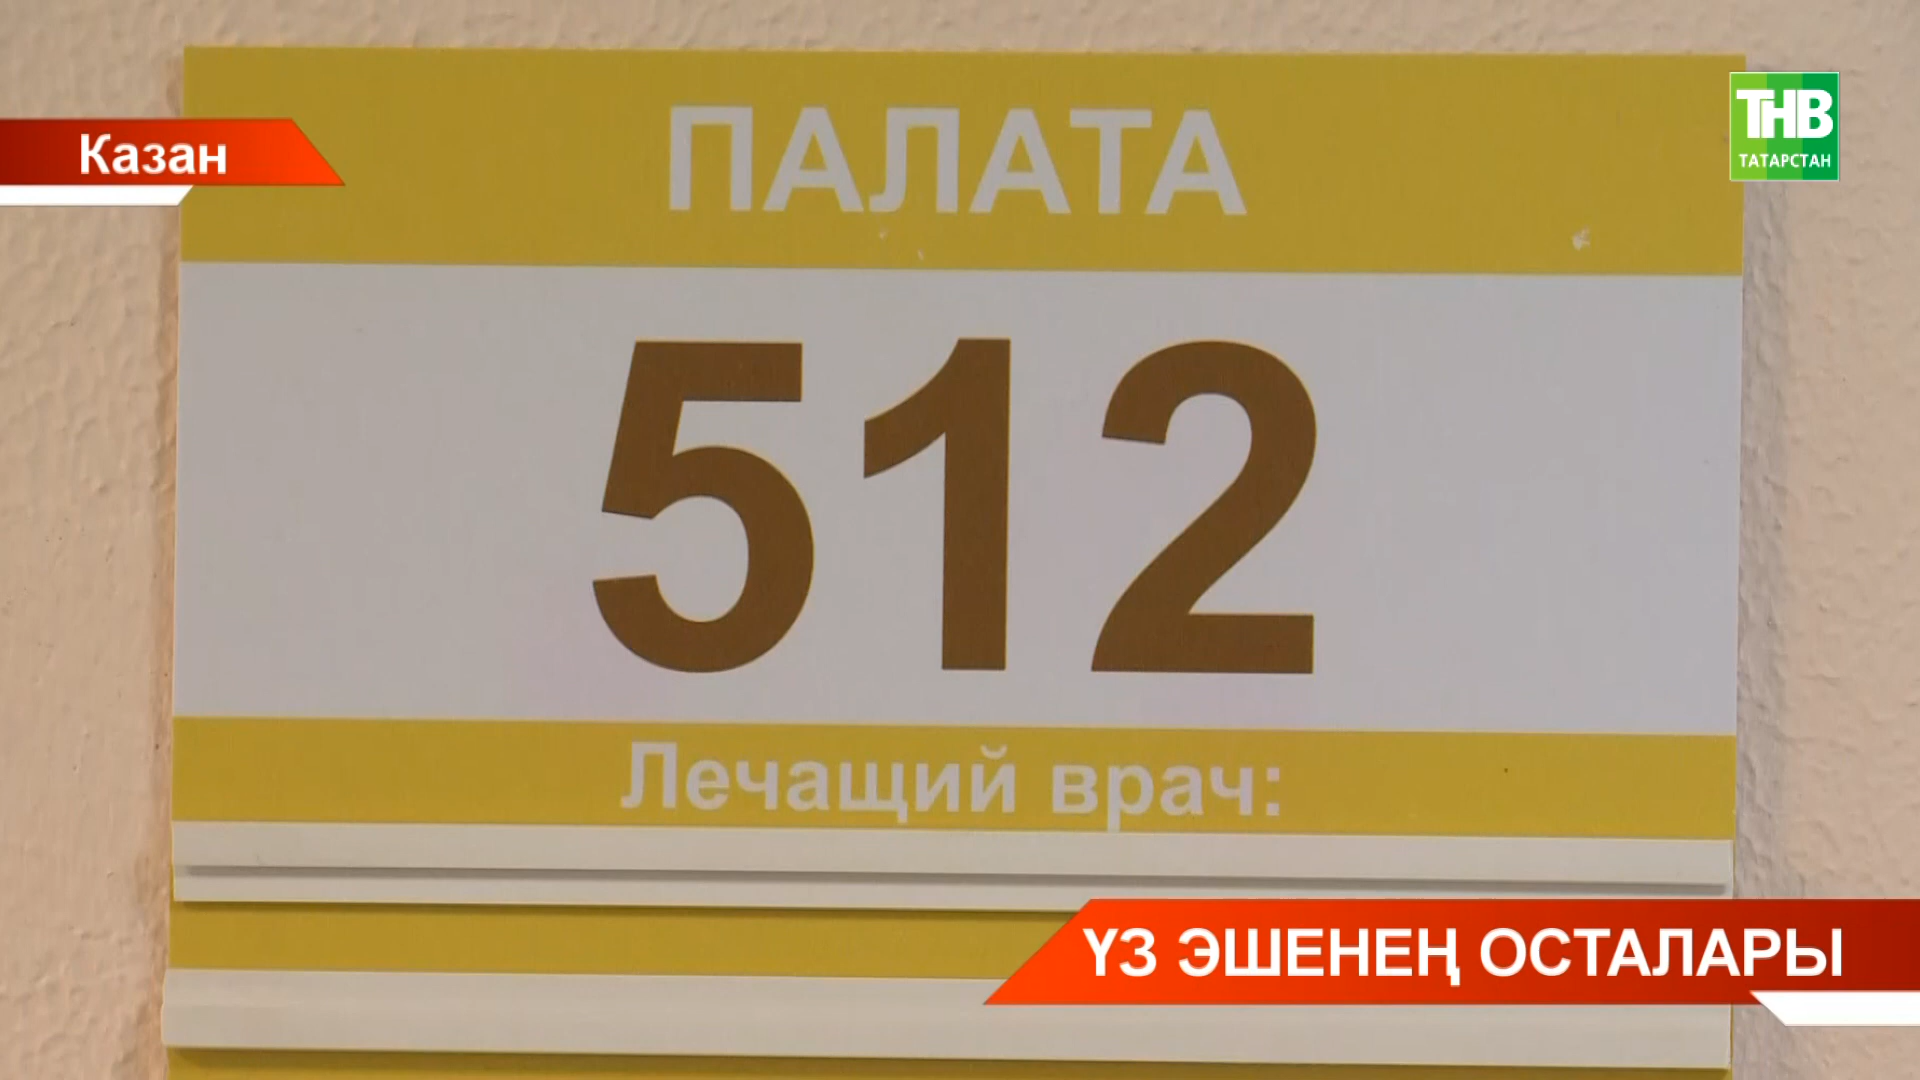 ПАЛАТА
Казан
ТНВ
ТАТАРСТАН
512
Лечащий врач:
ҮЗ ЭШЕНЕҢ ОСТАЛАРЫ